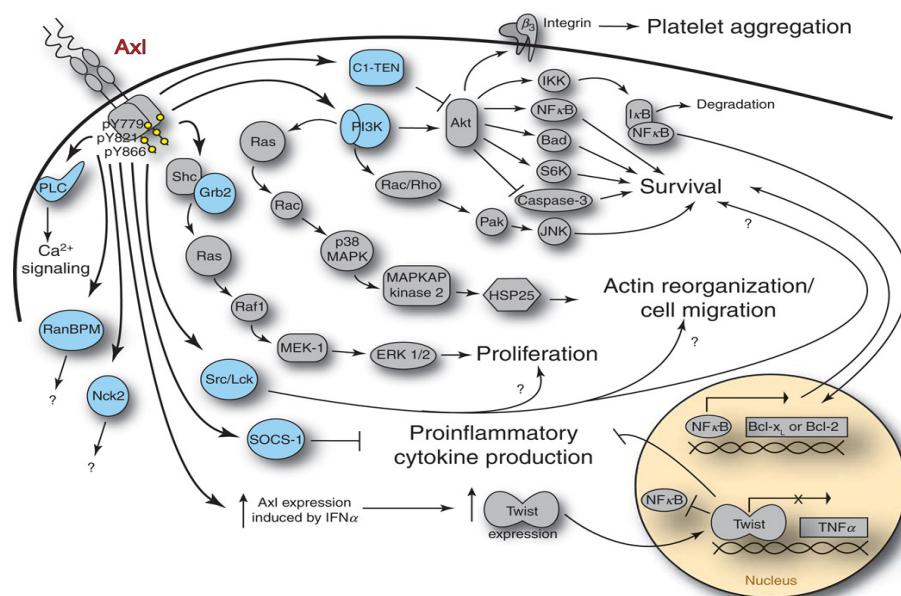 β3
Integrin
Platelet aggregation
Axl
C1-TEN
IKK
IκB
NFκB
Degradation
pY779
pY821
pY866
PI3K
Akt
NFκB
Ras
Bad
PLC
Shc
Grb2
S6K
Rac/Rho
Caspase-3
Survival
Rac
Pak
JNK
?
Ca2+
signaling
Ras
p38
MAPK
MAPKAP
kinase 2
HSP25
Actin reorganization/
cell migration
Raf1
RanBPM
MEK-1
ERK 1/2
Proliferation
?
?
Src/Lck
?
Nck2
?
SOCS-1
Proinflammatory
cytokine production
NFκB
Bcl-xL or Bcl-2
Axl expression
induced by IFNα
Twist
expression
NFκB
x
Twist
TNFα
Nucleus